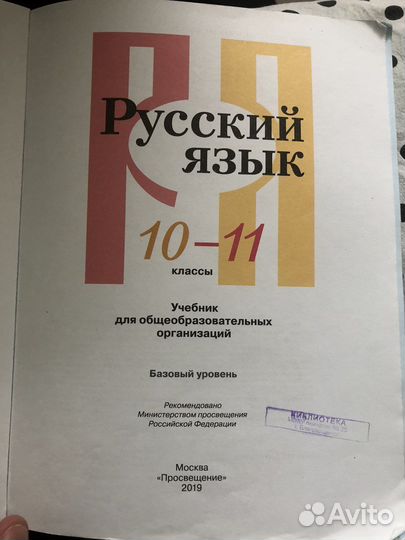 Русский
язык
10–11
классы
Учебник
для общеобразовательных
организаций
Базовый уровень
Рекомендовано
Министерством просвещения
Российской Федерации
БИБЛИОТЕКА
Москва
«Просвещение»
2019
Avito